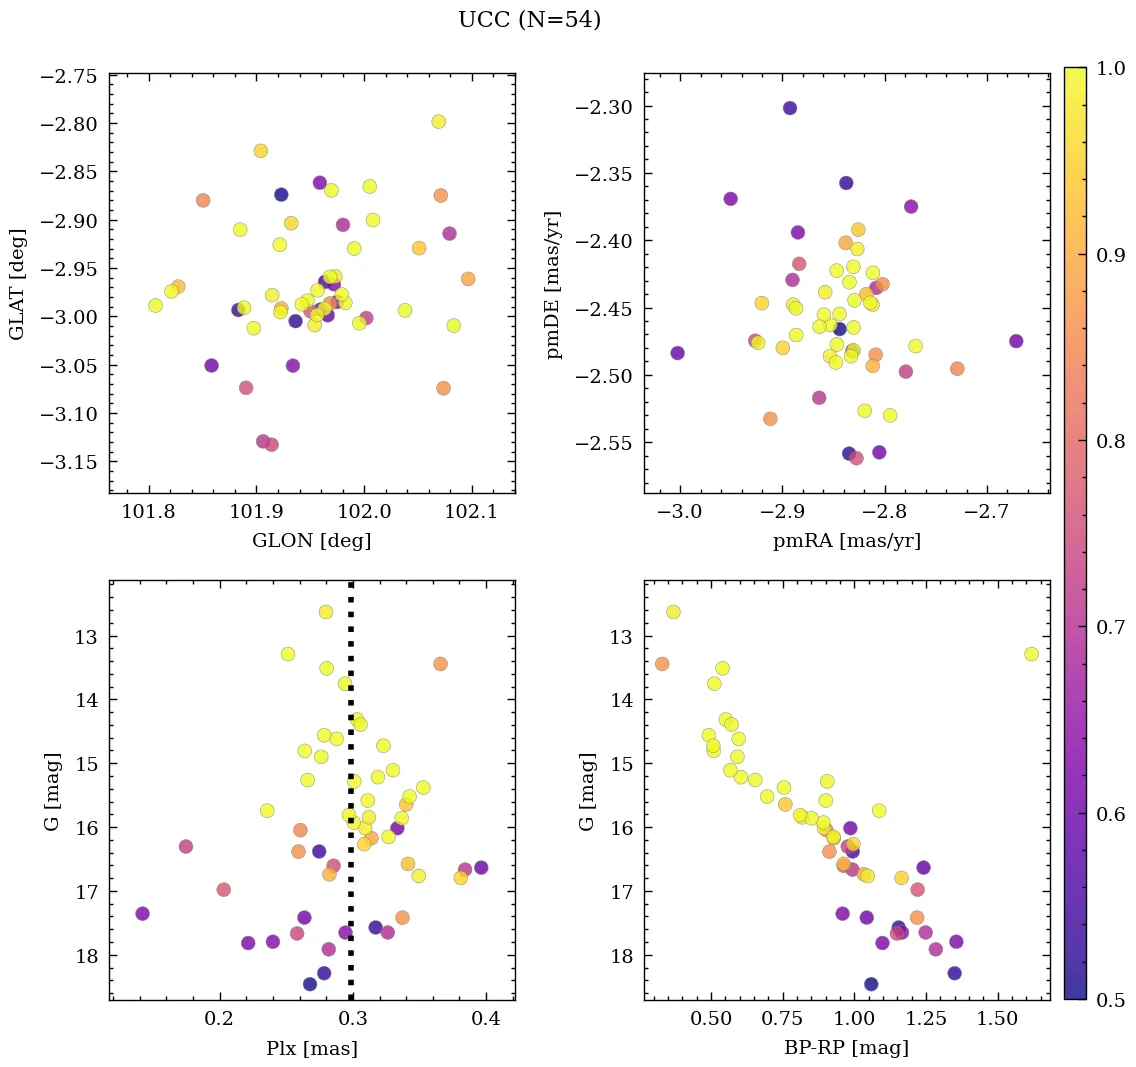 UCC (N=54)
−2.75
−2.80
−2.85
−2.90
−2.95
−3.00
−3.05
−3.10
−3.15
GLAT [deg]
101.8 101.9 102.0 102.1
GLON [deg]
−2.30
−2.35
−2.40
−2.45
−2.50
−2.55
pmDE [mas/yr]
−3.0 −2.9 −2.8 −2.7
pmRA [mas/yr]
13
14
15
16
17
18
G [mag]
0.2 0.3 0.4
Plx [mas]
13
14
15
16
17
18
G [mag]
0.50 0.75 1.00 1.25 1.50
BP-RP [mag]
1.0
0.9
0.8
0.7
0.6
0.5